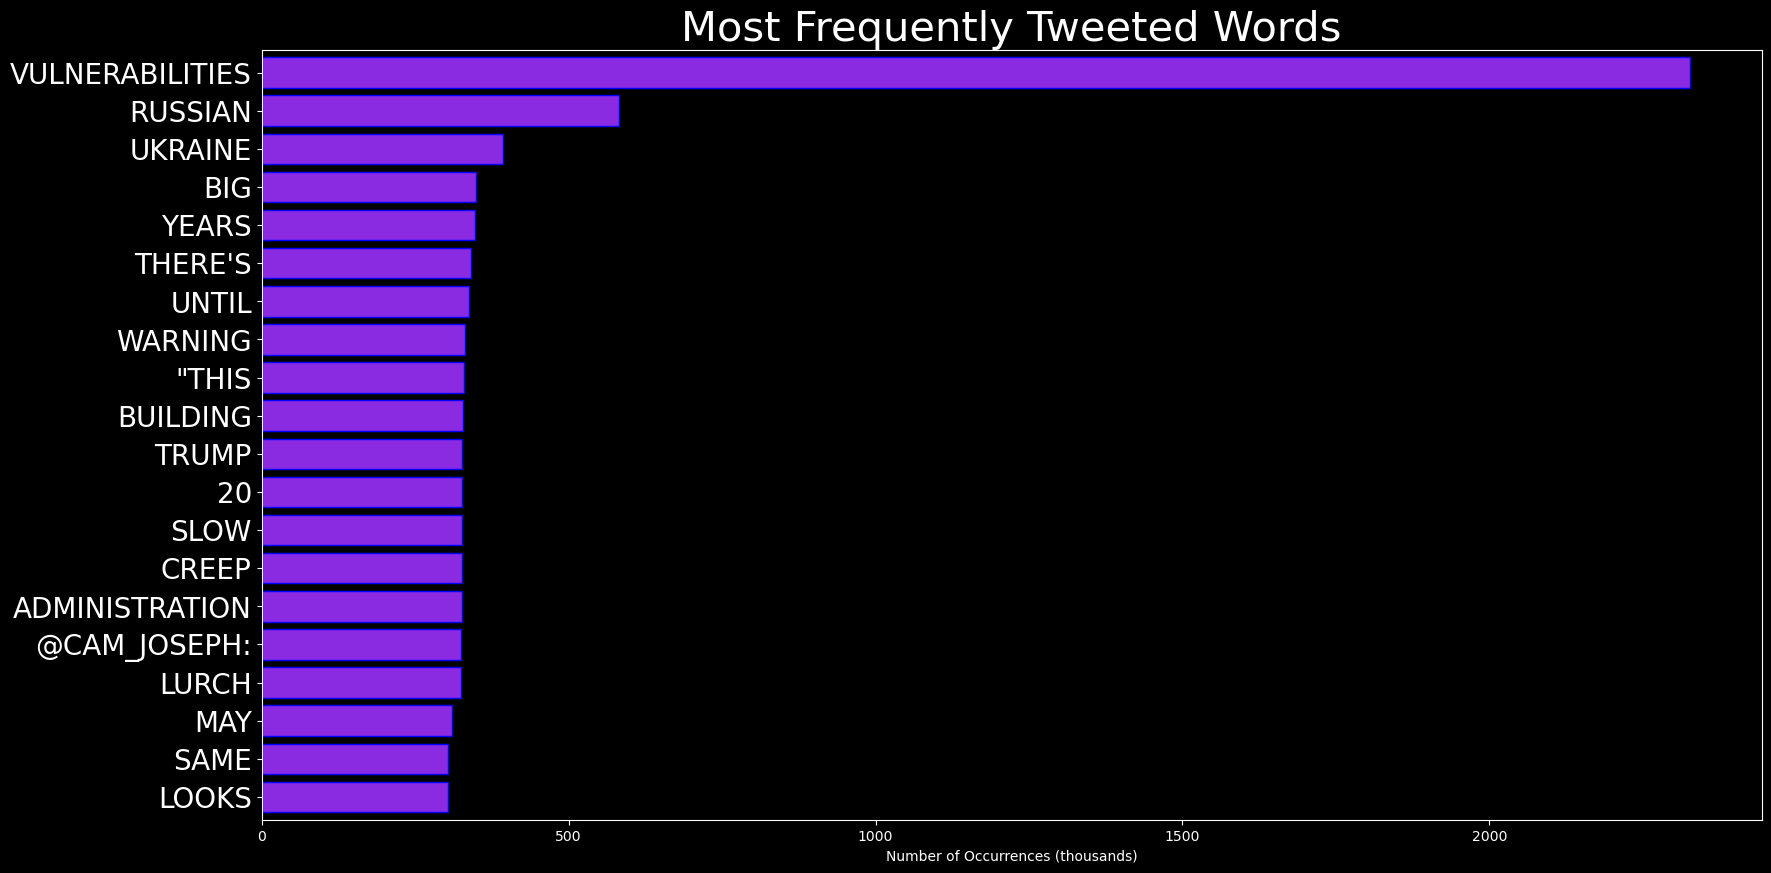 Most Frequently Tweeted Words
VULNERABILITIES
RUSSIAN
UKRAINE
BIG
YEARS
THERE'S
UNTIL
WARNING
"THIS
BUILDING
TRUMP
20
SLOW
CREEP
ADMINISTRATION
@CAM_JOSEPH:
LURCH
MAY
SAME
LOOKS
0 500 1000 1500 2000
Number of Occurrences (thousands)